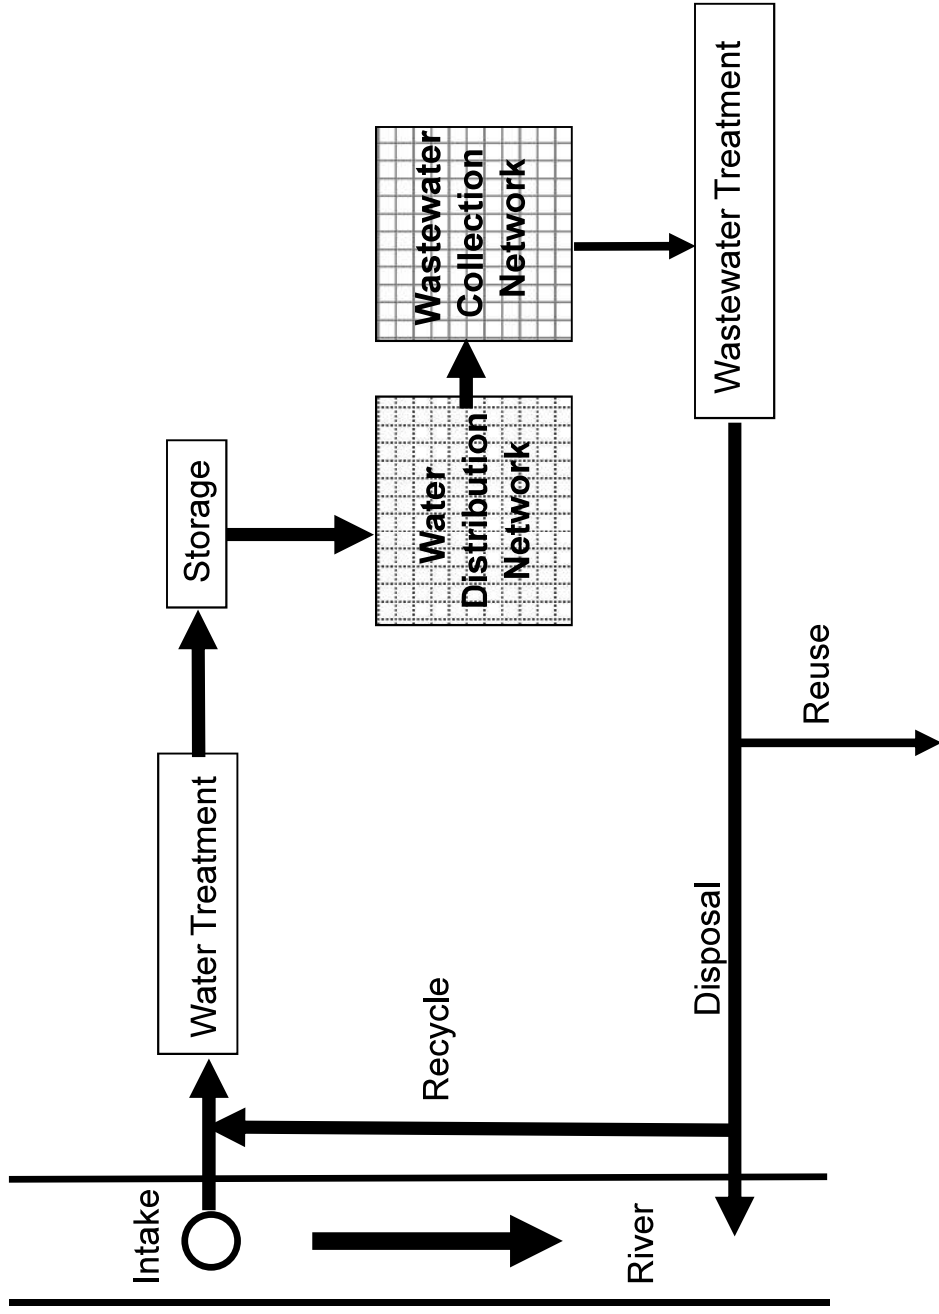 Intake
Water Treatment
Storage
Water
Distribution
Network
Wastewater
Collection
Network
Wastewater Treatment
Recycle
Disposal
Reuse
River